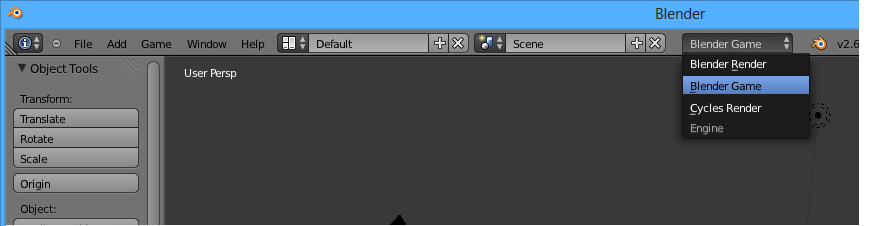 Blender
File Add Game Window Help Default Scene Blender Game v2.6
Object Tools
User Persp
Blender Render
Blender Game
Cycles Render
Engine
Transform:
Translate
Rotate
Scale
Origin
Object: